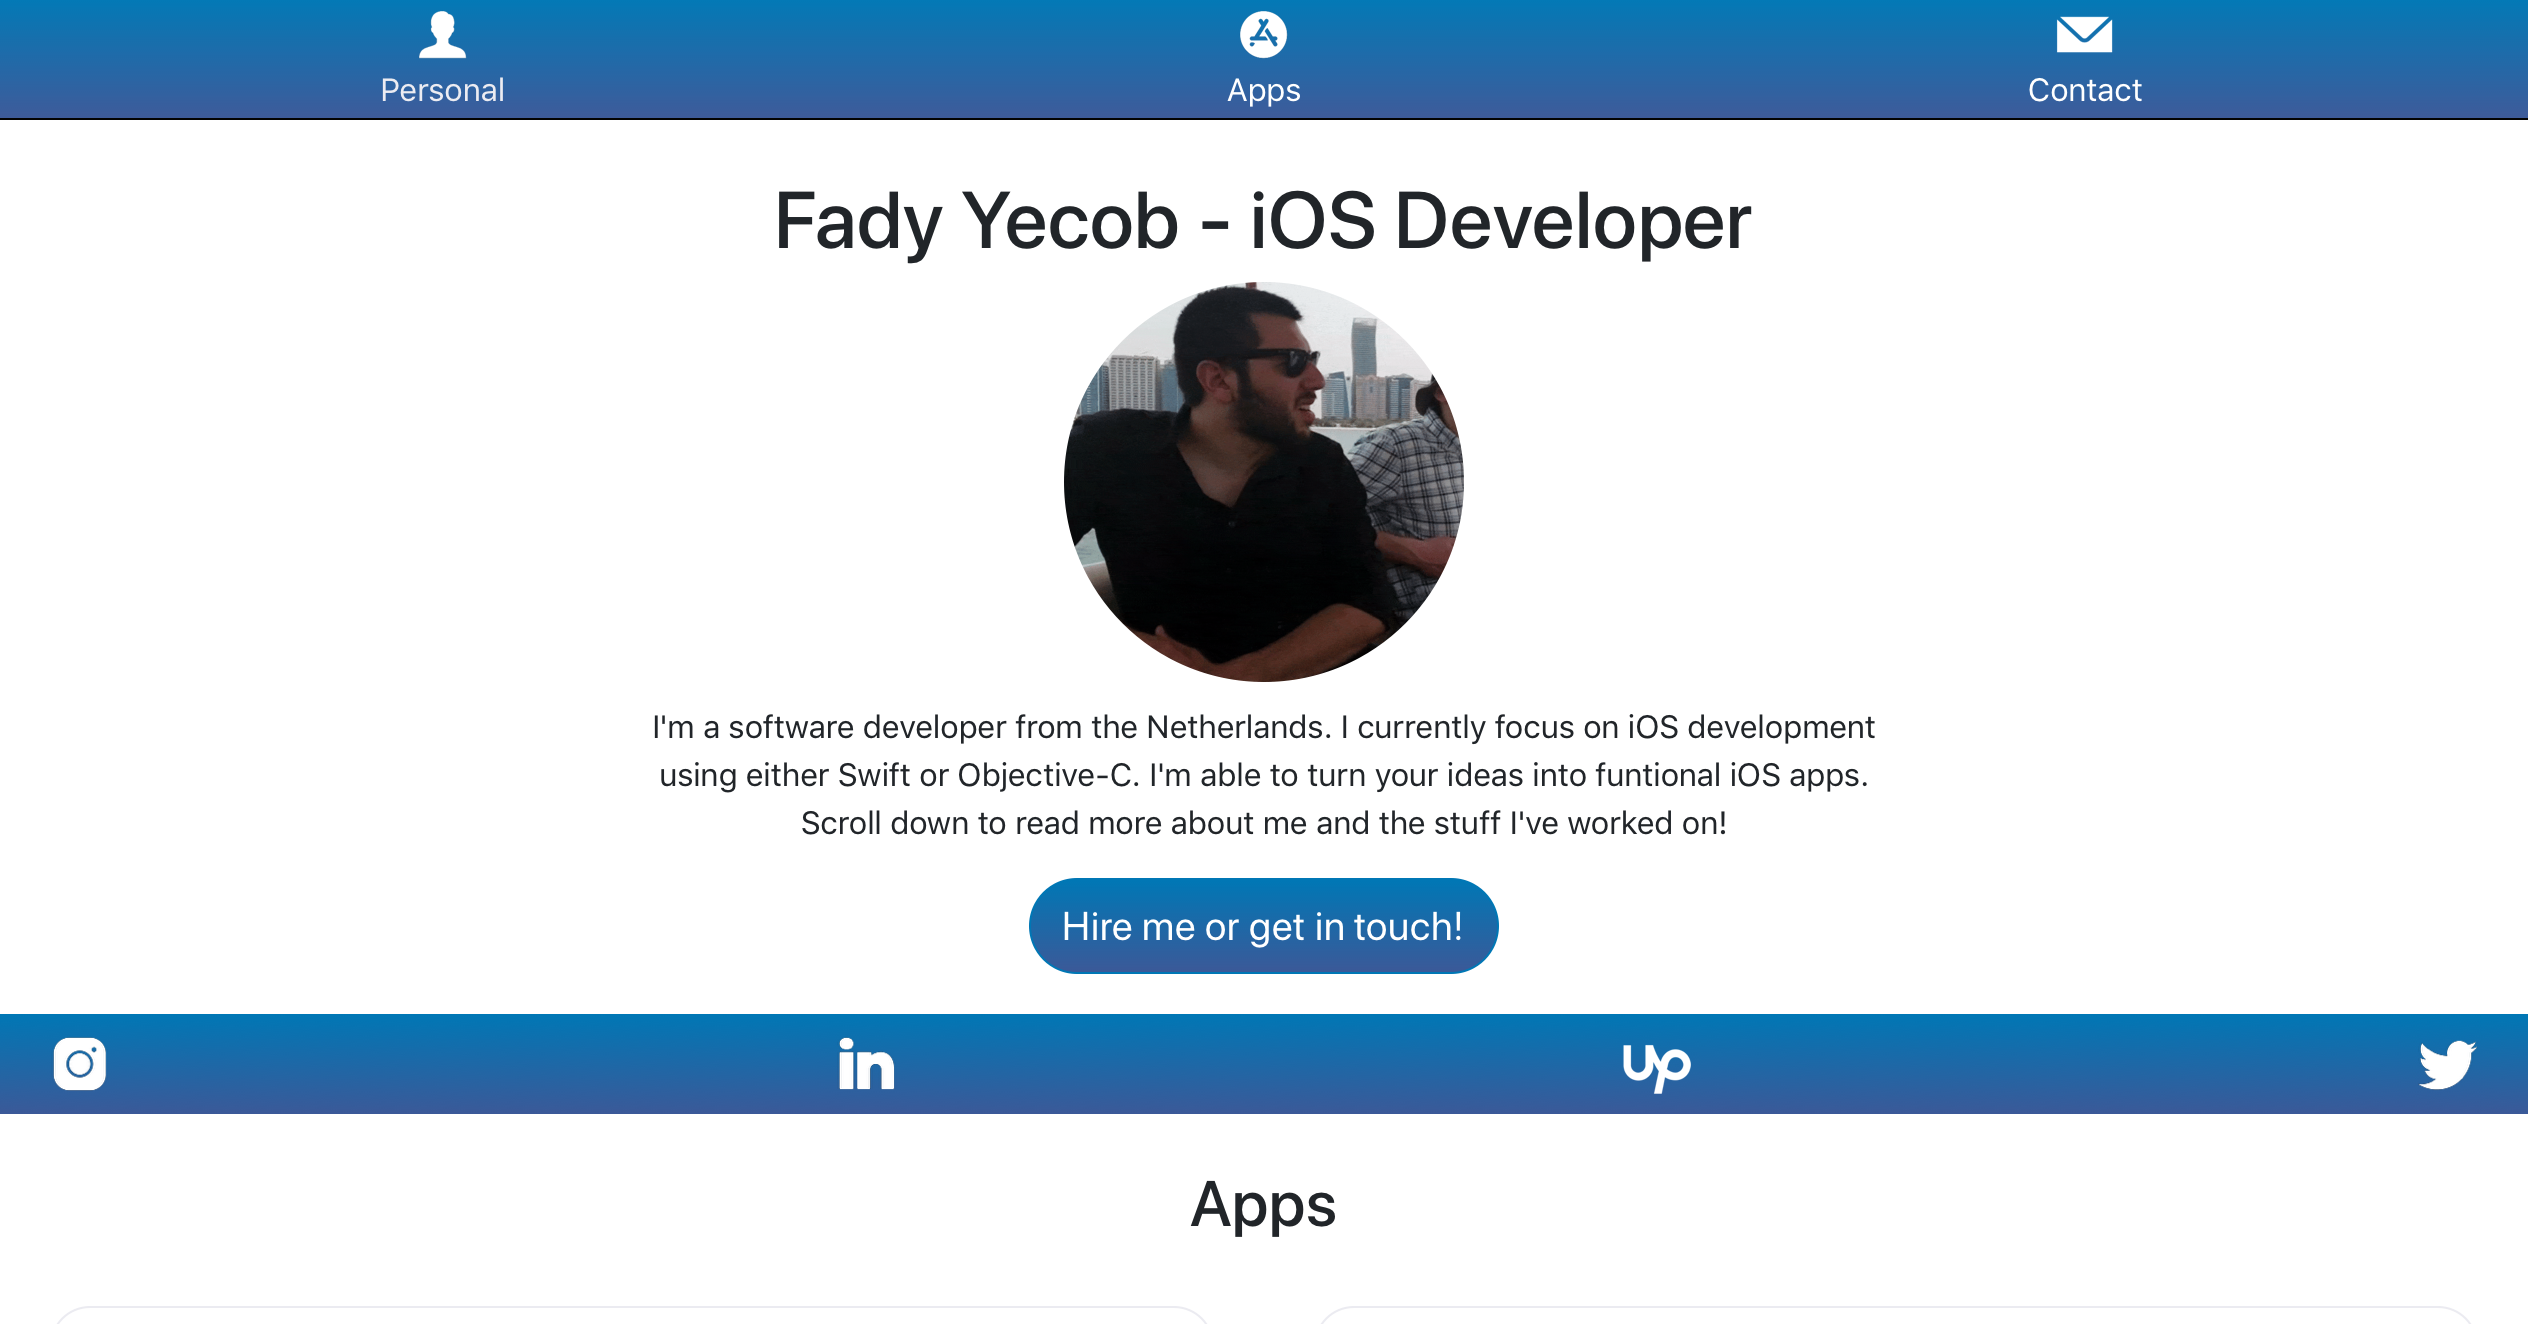 Personal
Apps
Contact
Fady Yecob - iOS Developer
I'm a software developer from the Netherlands. I currently focus on iOS development
using either Swift or Objective-C. I'm able to turn your ideas into funtional iOS apps.
Scroll down to read more about me and the stuff I've worked on!
Hire me or get in touch!
in
up
Apps